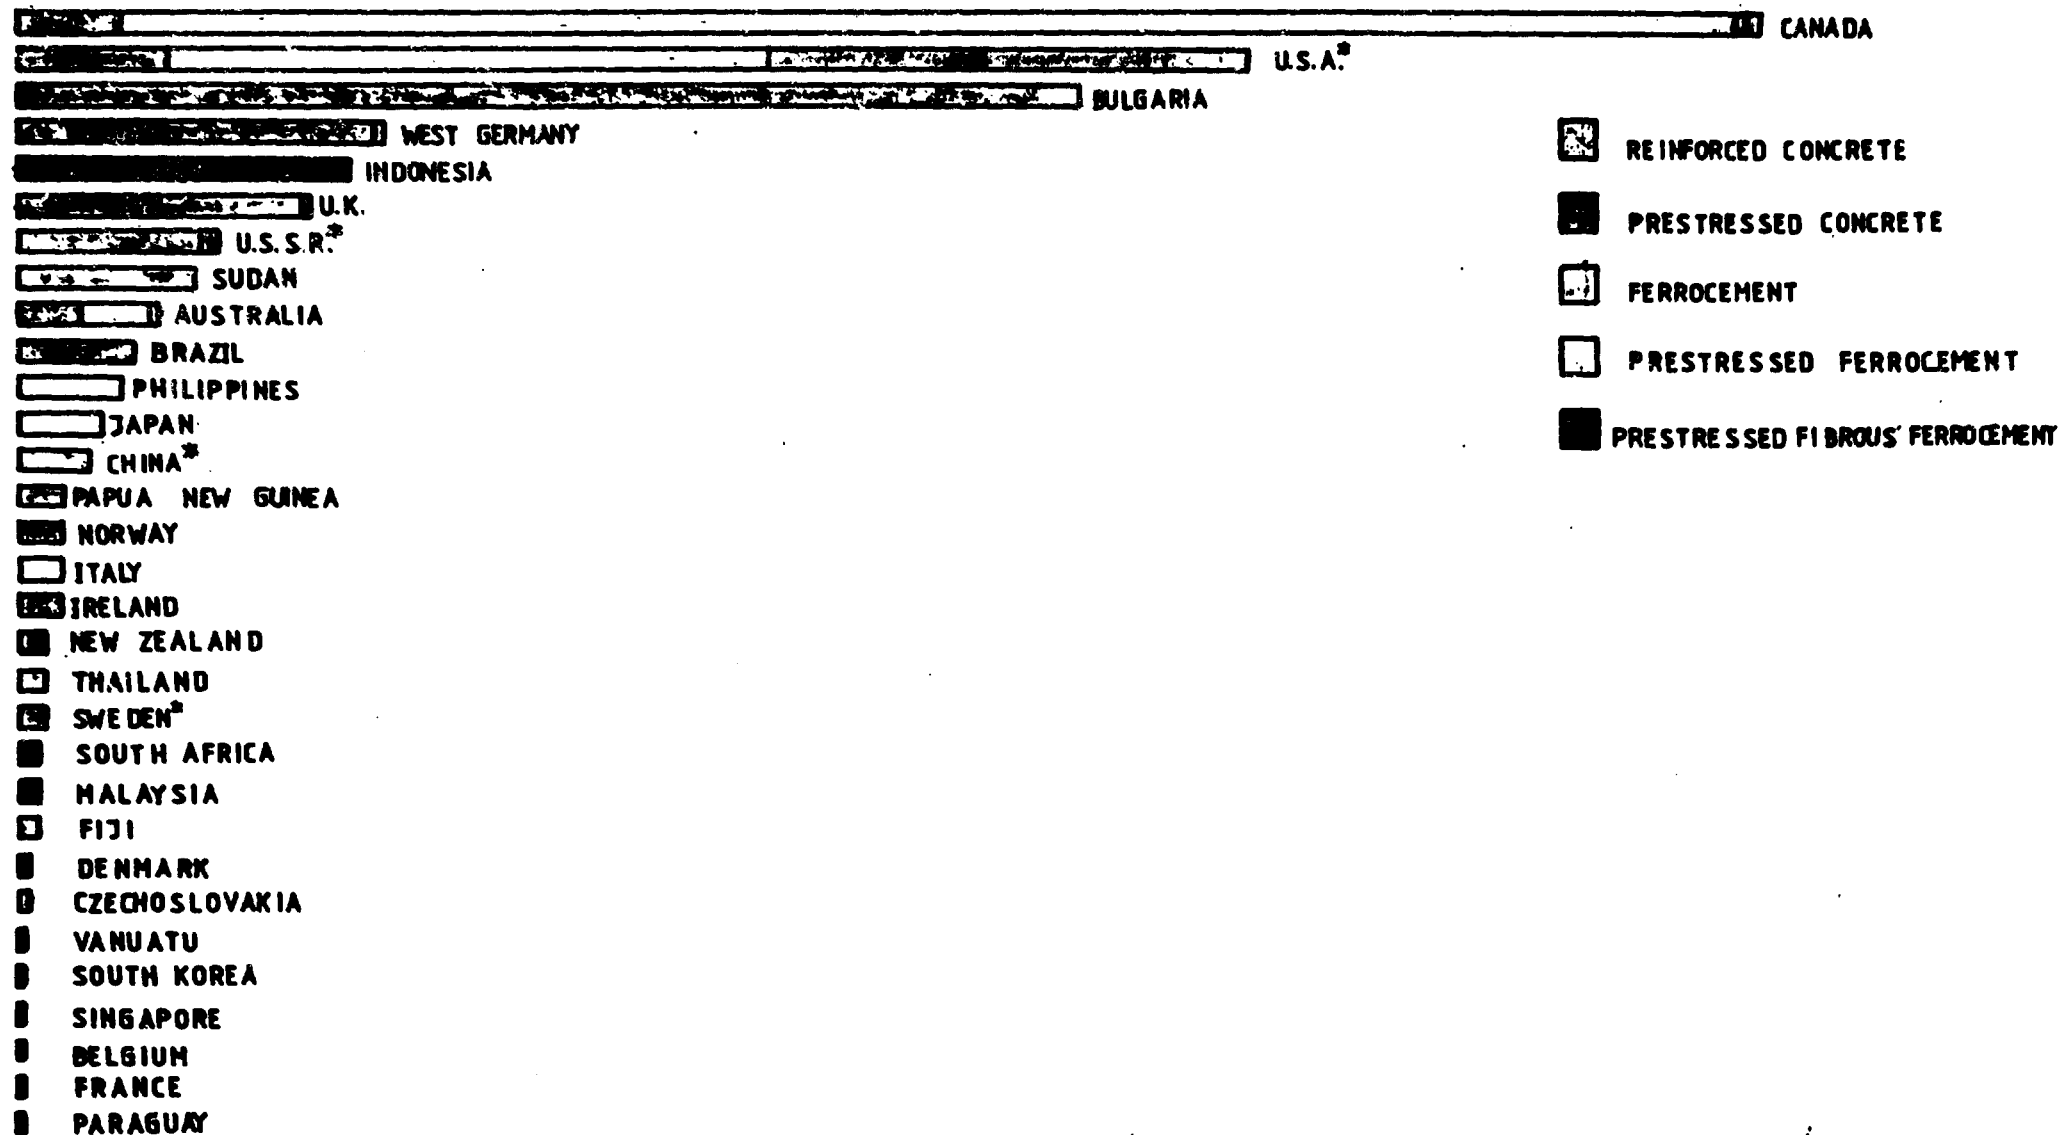 CANADA
U.S.A.*
BULGARIA
WEST GERMANY
INDONESIA
U.K.
U.S.S.R.*
SUDAN
AUSTRALIA
BRAZIL
PHILIPPINES
JAPAN
CHINA*
PAPUA NEW GUINEA
NORWAY
ITALY
IRELAND
NEW ZEALAND
THAILAND
SWEDEN*
SOUTH AFRICA
MALAYSIA
FIJI
DENMARK
CZECHOSLOVAKIA
VANUATU
SOUTH KOREA
SINGAPORE
BELGIUM
FRANCE
PARAGUAY
REINFORCED CONCRETE
PRESTRESSED CONCRETE
FERROCEMENT
PRESTRESSED FERROCEMENT
PRESTRESSED FIBROUS FERROCEMENT